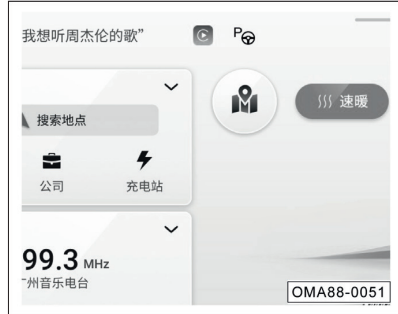 我想听周杰伦的歌”
P
速暖
搜索地点
公司 充电站
99.3 MHz
州音乐电台
OMA88-0051